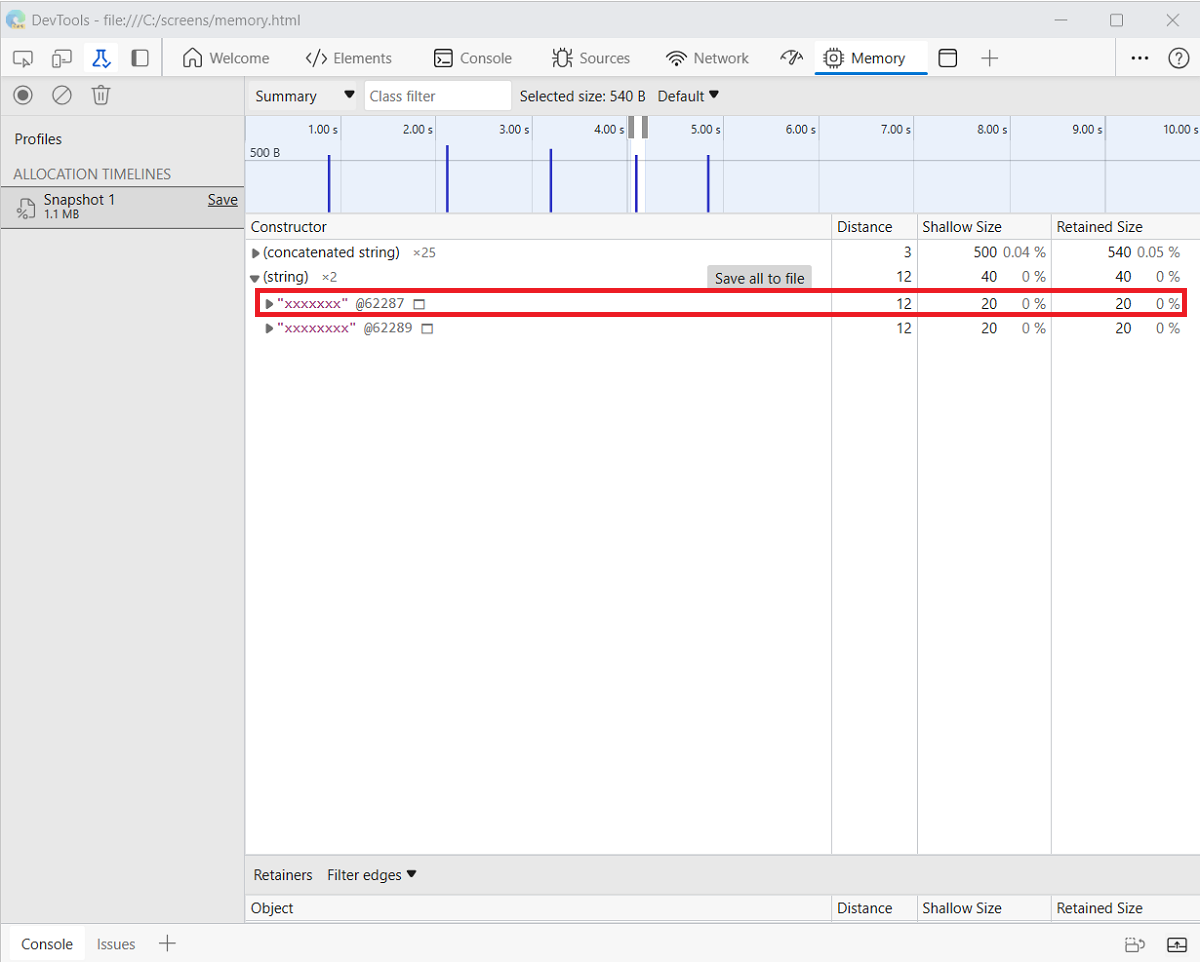 DevTools - file:///C:/screens/memory.html
Welcome Elements Console Sources Network Memory
Summary Class filter Selected size: 540 B Default
Profiles
ALLOCATION TIMELINES
Snapshot 1 Save
1.1 MB
1.00 s 2.00 s 3.00 s 4.00 s 5.00 s 6.00 s 7.00 s 8.00 s 9.00 s 10.00 s
500 B
Constructor Distance Shallow Size Retained Size
(concatenated string) ×25 3 500 0.04 % 540 0.05 %
(string) ×2 Save all to file 12 40 0 % 40 0 %
"xxxxxxx" @62287 12 20 0 % 20 0 %
"xxxxxxxx" @62289 12 20 0 % 20 0 %
Retainers Filter edges
Object Distance Shallow Size Retained Size
Console Issues